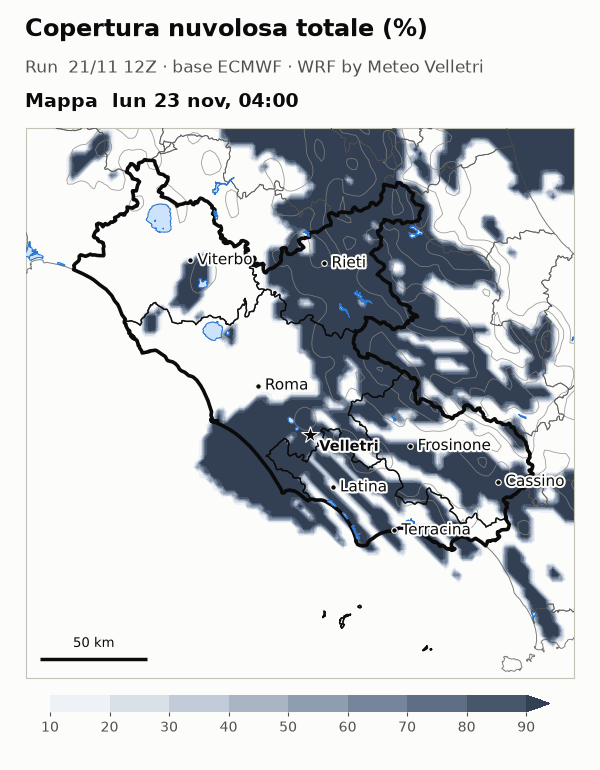 Copertura nuvolosa totale (%)
Run  21/11 12Z · base ECMWF · WRF by Meteo Velletri
Mappa  lun 23 nov, 04:00
Viterbo
Rieti
Roma
Velletri
Frosinone
Cassino
Latina
Terracina
50 km
10 20 30 40 50 60 70 80 90